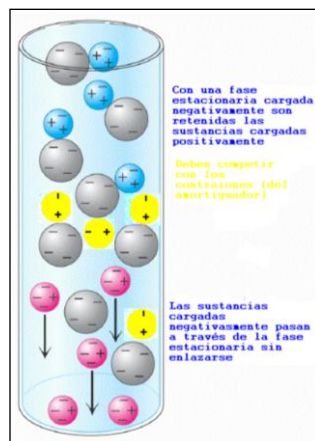 Con una fase
estacionaria cargada
negativamente son
retenidas las
sustancias cargadas
positivamente
Deben competir
con los
contraiones (del
amortiguador)
Las sustancias
cargadas
negativasmente pasan
a través de la fase
estacionaria sin
enlazarse